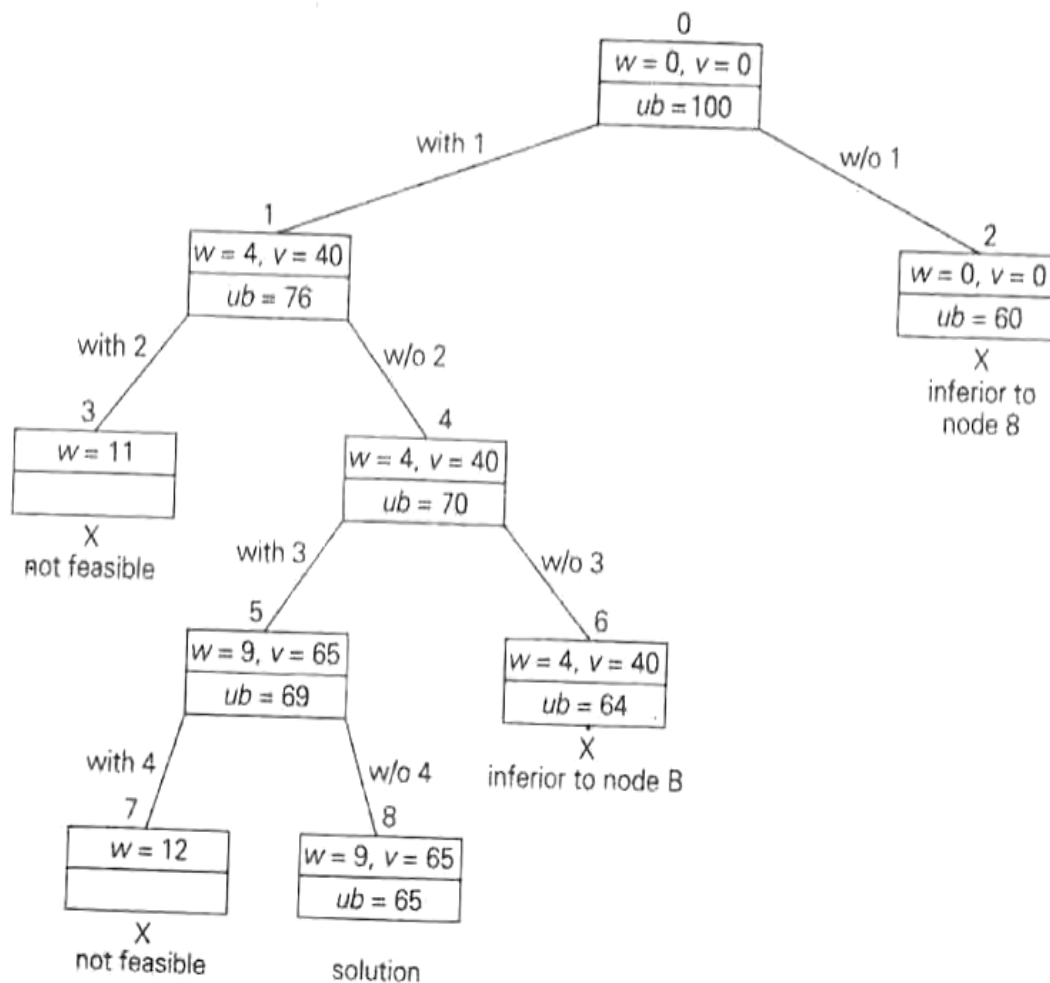 0
w = 0, v = 0
ub = 100
with 1
w/o 1
1
w = 4, v = 40
ub = 76
2
w = 0, v = 0
ub = 60
X
inferior to
node 8
with 2
w/o 2
3
w = 11
X
not feasible
4
w = 4, v = 40
ub = 70
with 3
w/o 3
5
w = 9, v = 65
ub = 69
6
w = 4, v = 40
ub = 64
X
inferior to node B
with 4
w/o 4
7
w = 12
X
not feasible
8
w = 9, v = 65
ub = 65
solution